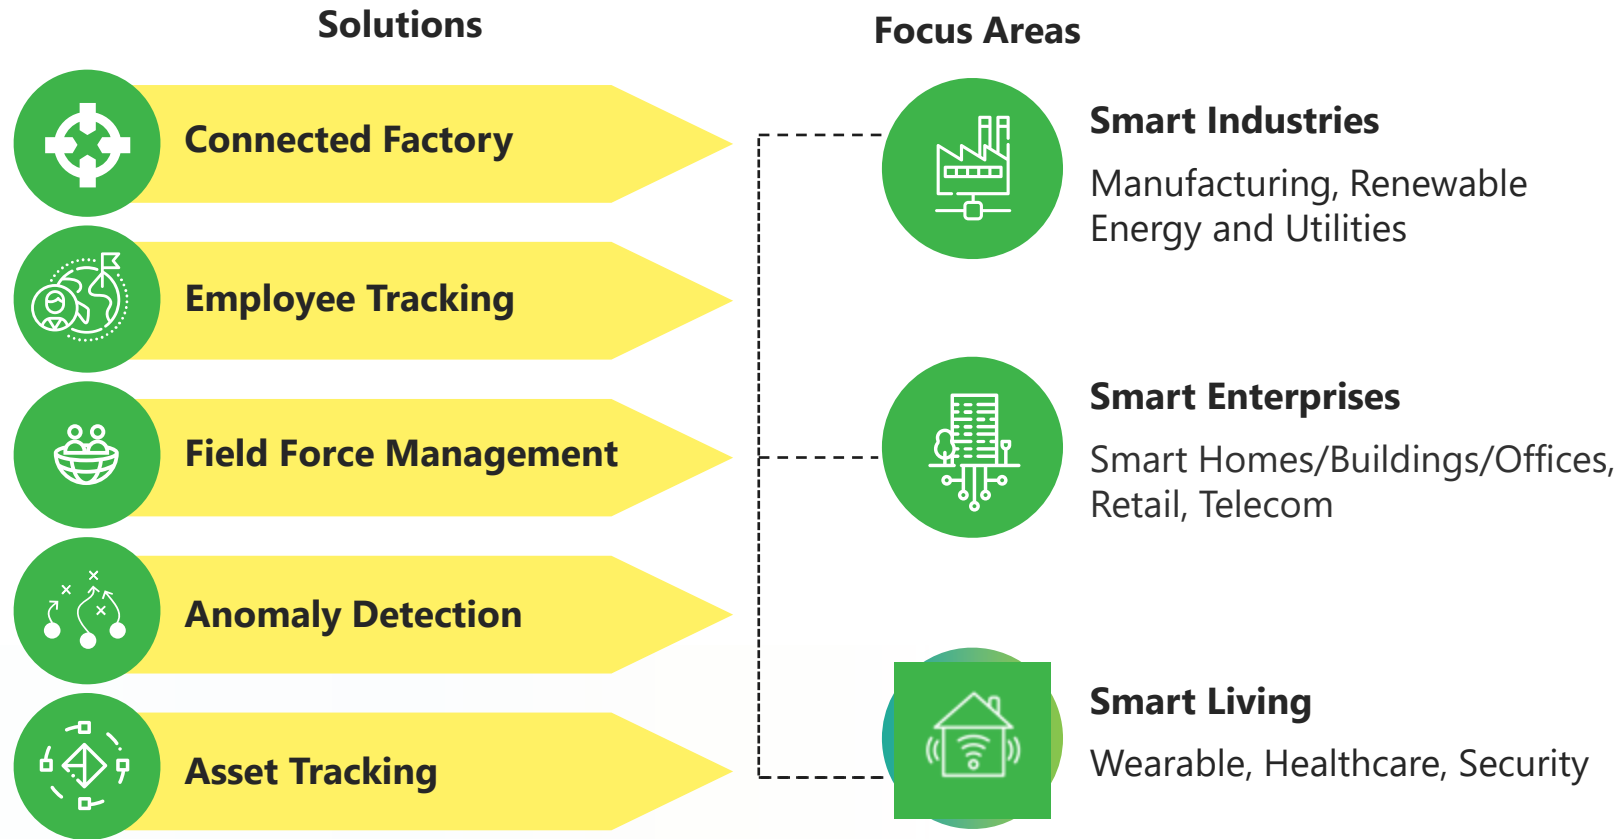 Solutions
Connected Factory
Employee Tracking
Field Force Management
Anomaly Detection
Asset Tracking
Focus Areas
Smart Industries
Manufacturing, Renewable
Energy and Utilities
Smart Enterprises
Smart Homes/Buildings/Offices,
Retail, Telecom
Smart Living
Wearable, Healthcare, Security